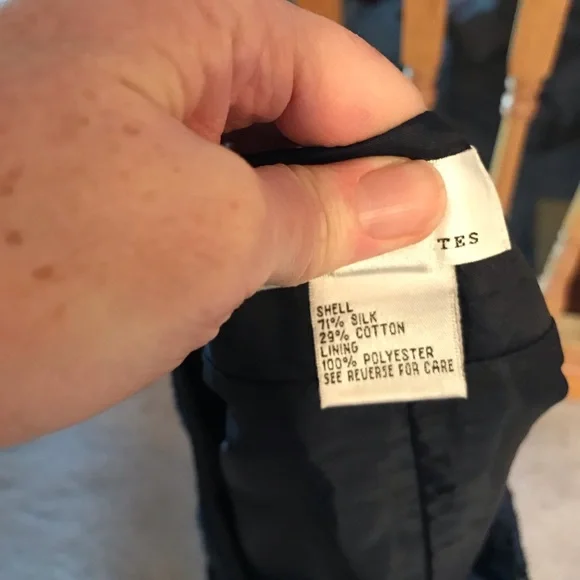 TES
SHELL
71% SILK
29% COTTON
LINING
100% POLYESTER
SEE REVERSE FOR CARE